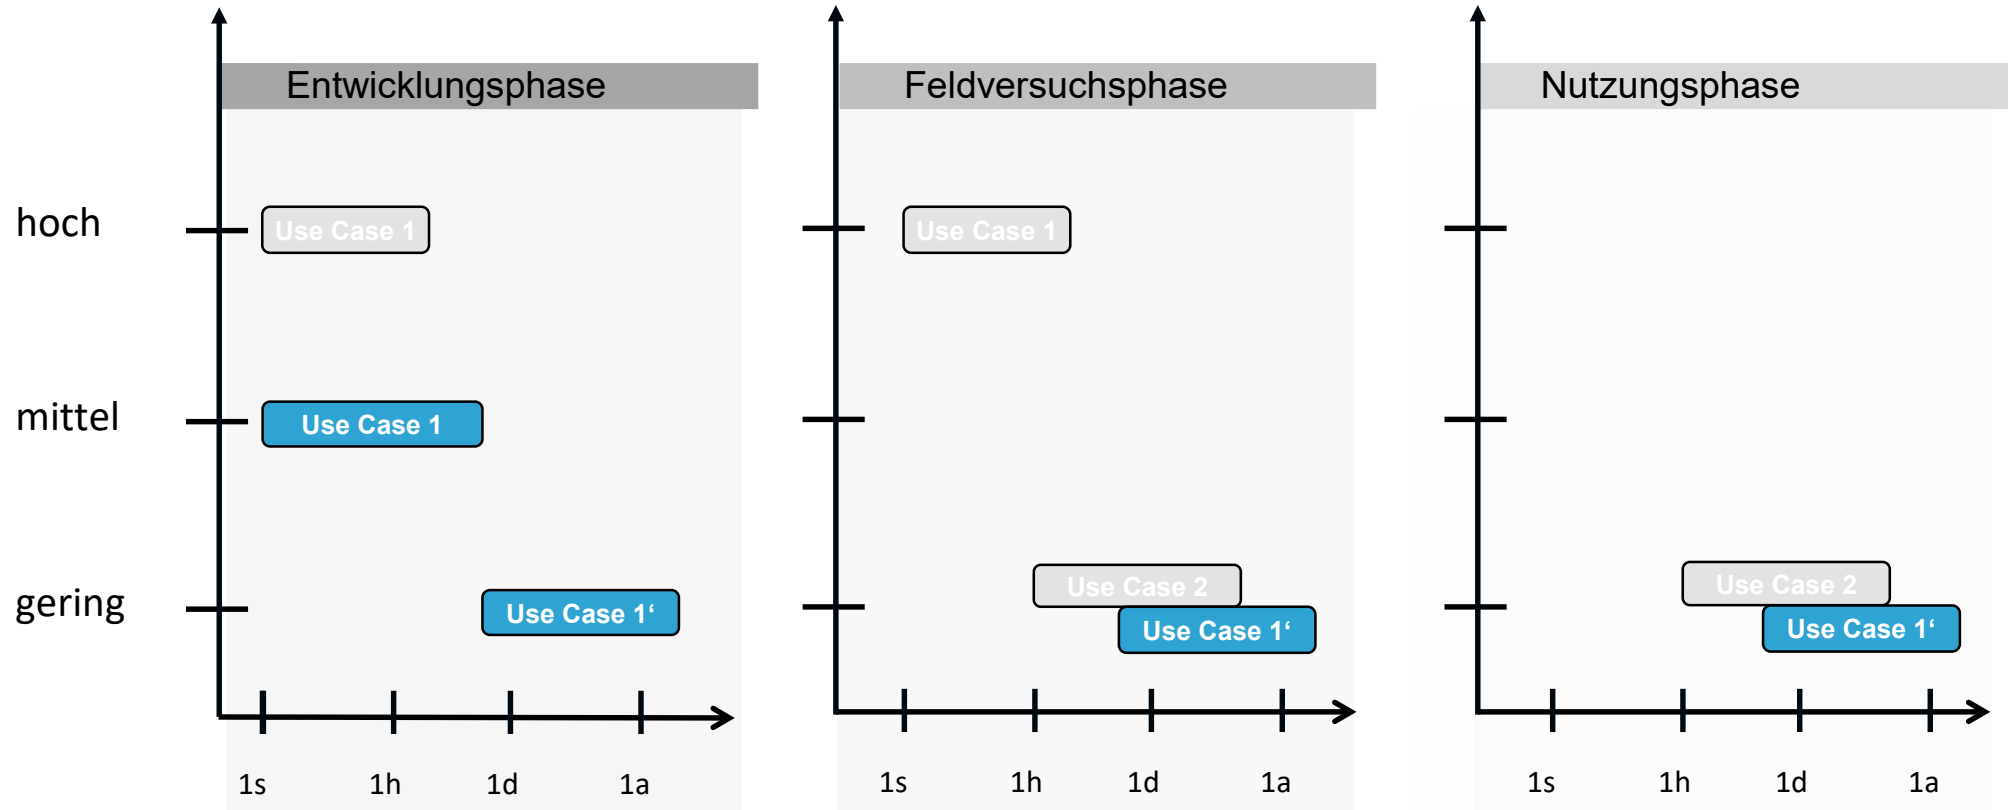 Entwicklungsphase
Feldversuchsphase
Nutzungsphase
hoch
Use Case 1
Use Case 1
mittel
Use Case 1
gering
Use Case 1‘
Use Case 2
Use Case 1‘
Use Case 2
Use Case 1‘
1s 1h 1d 1a
1s 1h 1d 1a
1s 1h 1d 1a